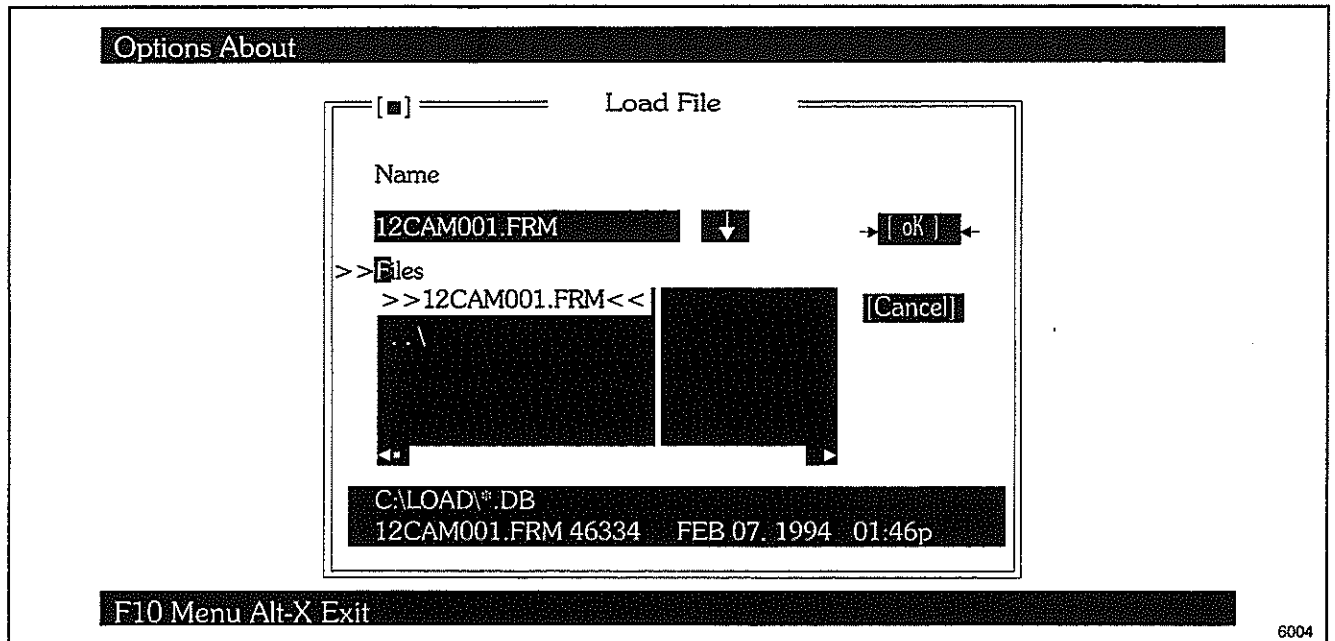 Options About
[■] Load File
Name
12CAM001.FRM ↓ [ oK ]
>>Files
>>12CAM001.FRM<<
[Cancel]
..\
C:\LOAD\*.DB
12CAM001.FRM 46334 FEB 07. 1994 01:46p
F10 Menu Alt-X Exit
6004